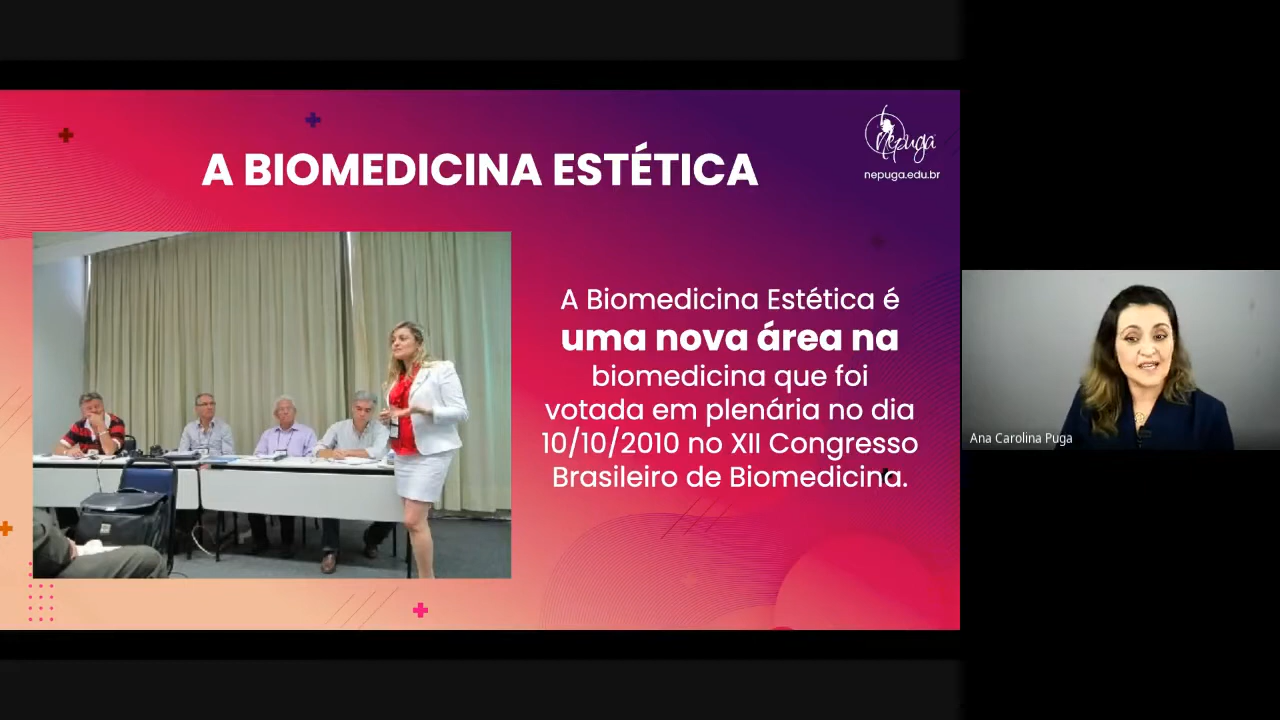 A BIOMEDICINA ESTÉTICA
nepuga
nepuga.edu.br
A Biomedicina Estética é
uma nova área na
biomedicina que foi
votada em plenária no dia
10/10/2010 no XII Congresso
Brasileiro de Biomedicina.
Ana Carolina Puga